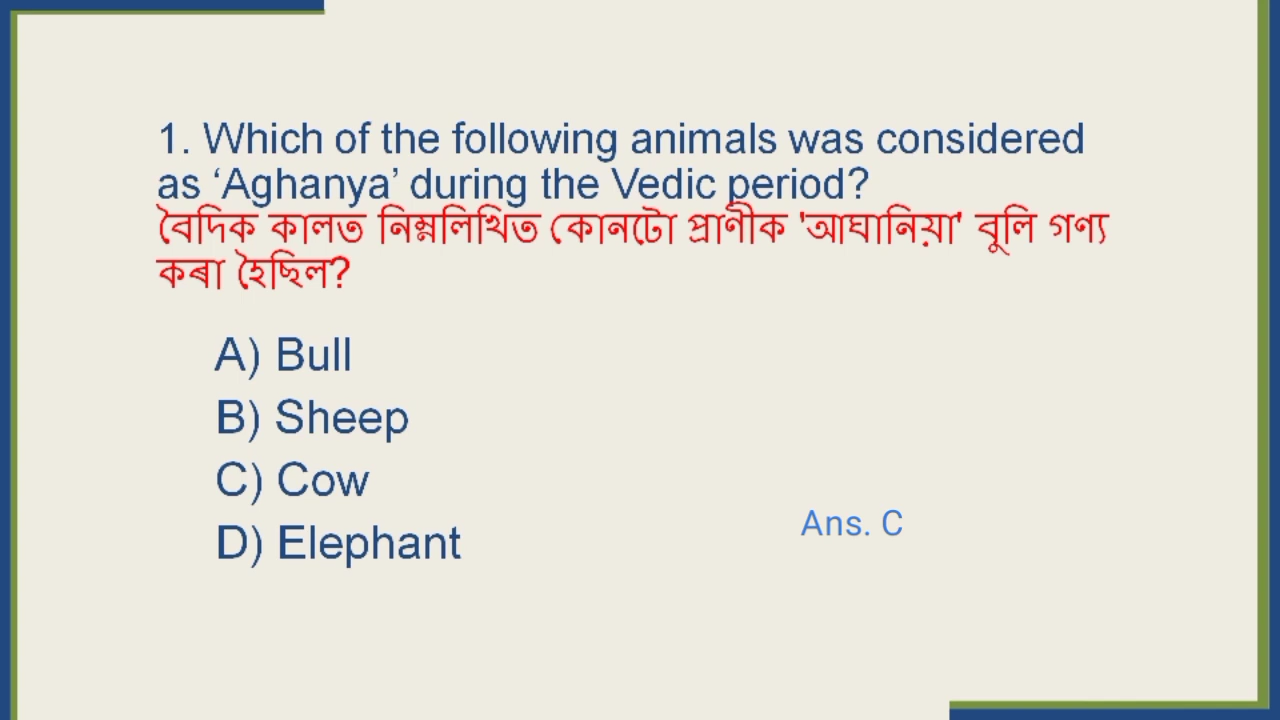 1. Which of the following animals was considered
as ‘Aghanya’ during the Vedic period?
বৈদিক কালত নিম্নলিখিত কোনটো প্ৰাণীক 'আঘানিয়া' বুলি গণ্য
কৰা হৈছিল?
A) Bull
B) Sheep
C) Cow
D) Elephant
Ans. C